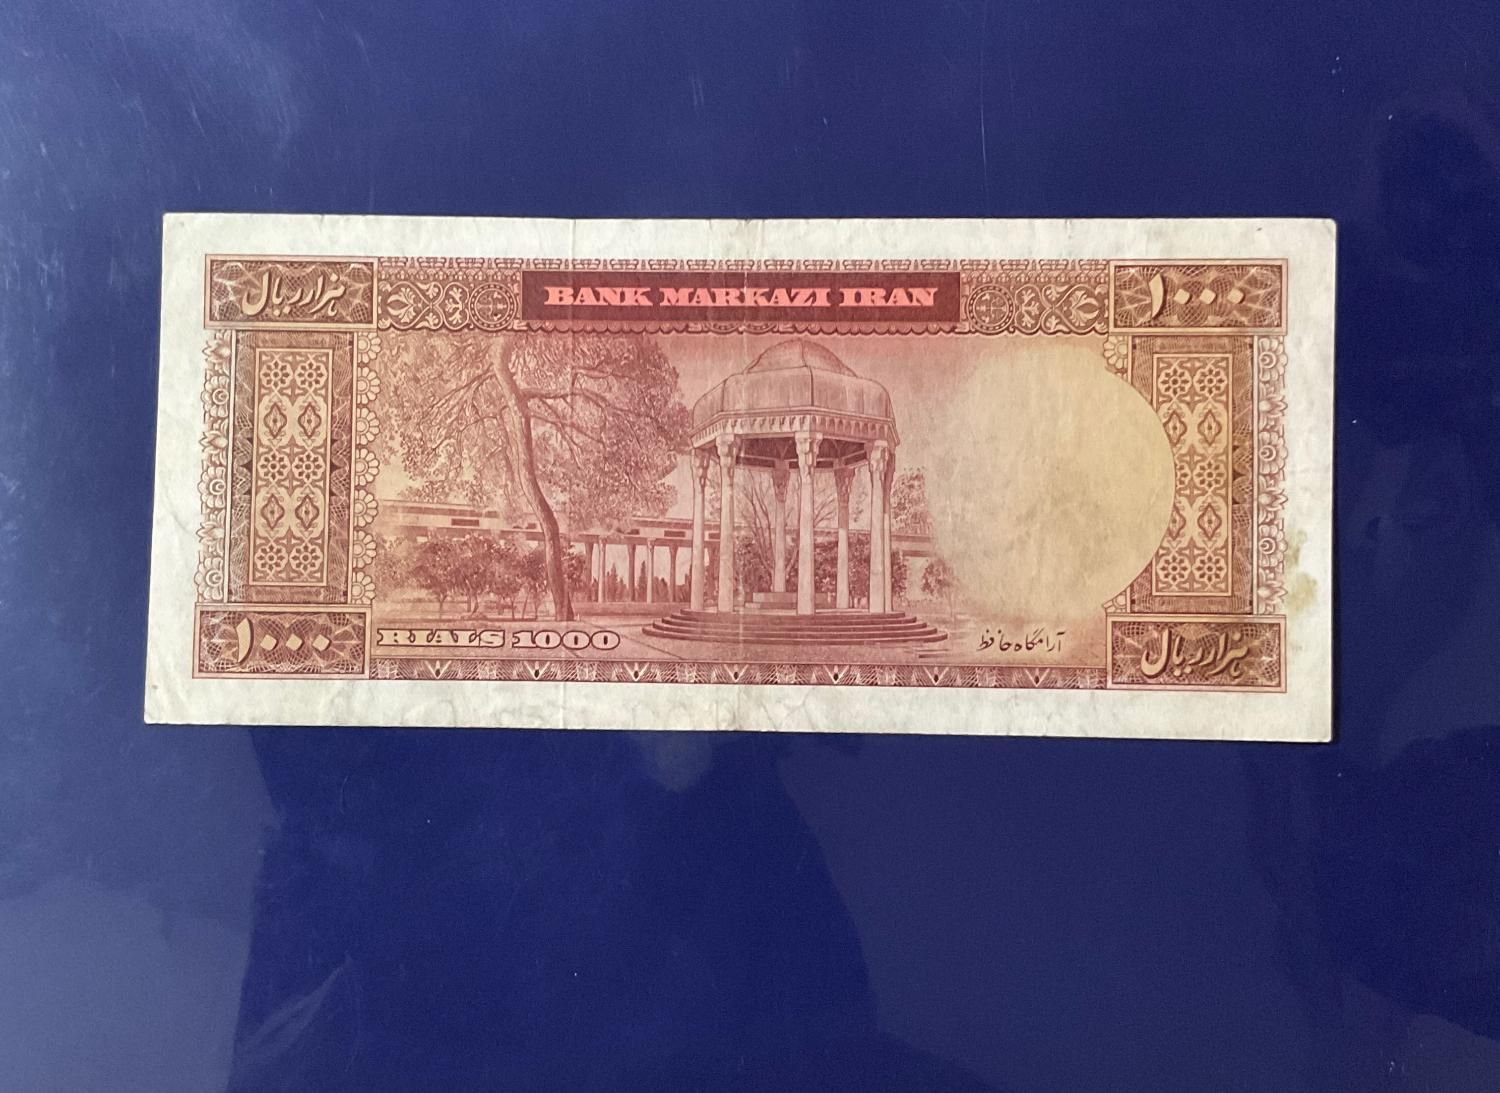 BANK MARKAZI IRAN
هزار ریال
۱۰۰۰
۱۰۰۰
RIALS 1000
آرامگاه حافظ
هزار ریال